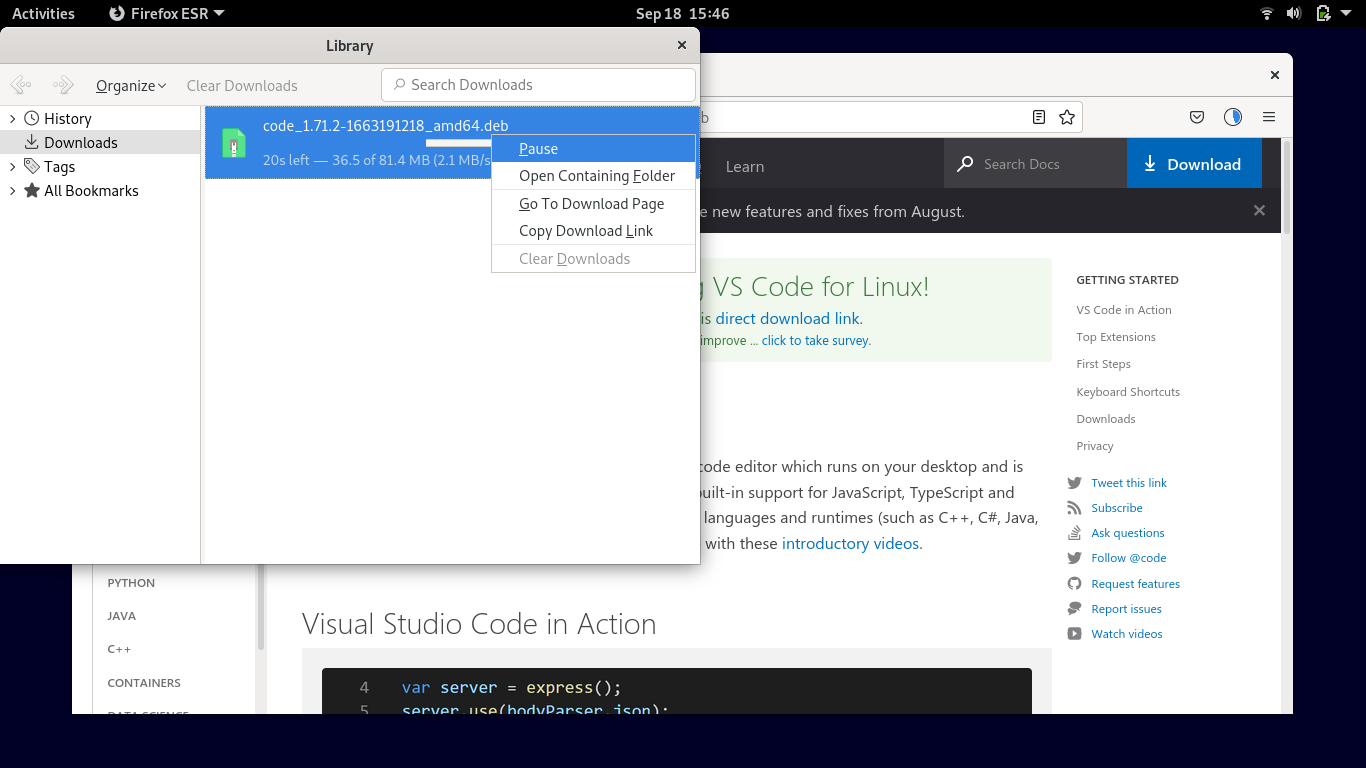 Activities
Firefox ESR
Sep 18 15:46
Library
Organize
Clear Downloads
Search Downloads
History
Downloads
Tags
All Bookmarks
code_1.71.2-1663191218_amd64.deb
20s left — 36.5 of 81.4 MB (2.1 MB/s
Pause
Open Containing Folder
Go To Download Page
Copy Download Link
Clear Downloads
b
Learn
Search Docs
Download
e new features and fixes from August.
g VS Code for Linux!
is direct download link.
improve ... click to take survey.
code editor which runs on your desktop and is
built-in support for JavaScript, TypeScript and
languages and runtimes (such as C++, C#, Java,
with these introductory videos.
GETTING STARTED
VS Code in Action
Top Extensions
First Steps
Keyboard Shortcuts
Downloads
Privacy
Tweet this link
Subscribe
Ask questions
Follow @code
Request features
Report issues
Watch videos
PYTHON
JAVA
C++
CONTAINERS
DATA SCIENCE
Visual Studio Code in Action
4 var server = express();
5 server.use(bodyParser.json);